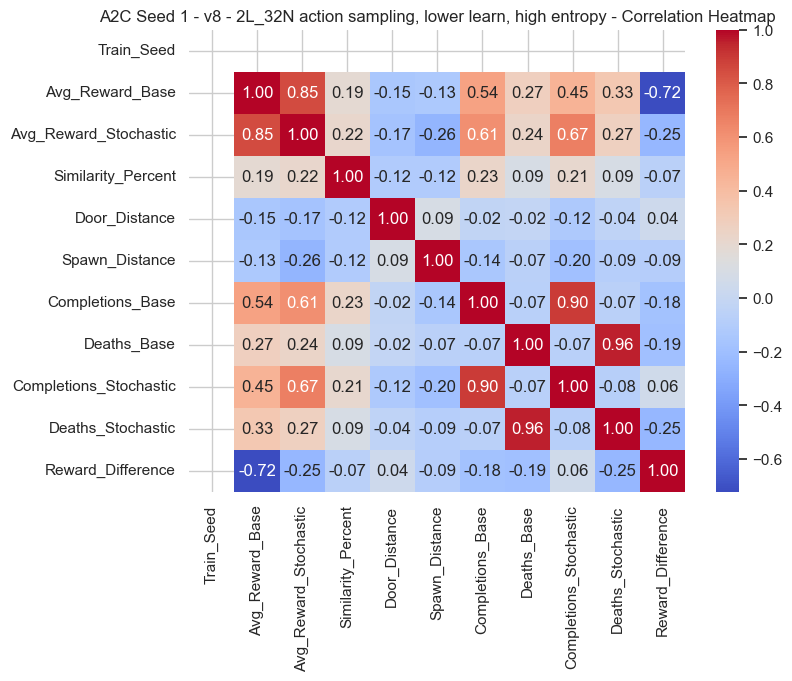 A2C Seed 1 - v8 - 2L_32N action sampling, lower learn, high entropy - Correlation Heatmap
Train_Seed
Avg_Reward_Base 1.00 0.85 0.19 -0.15 -0.13 0.54 0.27 0.45 0.33 -0.72
Avg_Reward_Stochastic 0.85 1.00 0.22 -0.17 -0.26 0.61 0.24 0.67 0.27 -0.25
Similarity_Percent 0.19 0.22 1.00 -0.12 -0.12 0.23 0.09 0.21 0.09 -0.07
Door_Distance -0.15 -0.17 -0.12 1.00 0.09 -0.02 -0.02 -0.12 -0.04 0.04
Spawn_Distance -0.13 -0.26 -0.12 0.09 1.00 -0.14 -0.07 -0.20 -0.09 -0.09
Completions_Base 0.54 0.61 0.23 -0.02 -0.14 1.00 -0.07 0.90 -0.07 -0.18
Deaths_Base 0.27 0.24 0.09 -0.02 -0.07 -0.07 1.00 -0.07 0.96 -0.19
Completions_Stochastic 0.45 0.67 0.21 -0.12 -0.20 0.90 -0.07 1.00 -0.08 0.06
Deaths_Stochastic 0.33 0.27 0.09 -0.04 -0.09 -0.07 0.96 -0.08 1.00 -0.25
Reward_Difference -0.72 -0.25 -0.07 0.04 -0.09 -0.18 -0.19 0.06 -0.25 1.00
Train_Seed
Avg_Reward_Base
Avg_Reward_Stochastic
Similarity_Percent
Door_Distance
Spawn_Distance
Completions_Base
Deaths_Base
Completions_Stochastic
Deaths_Stochastic
Reward_Difference
1.0
0.8
0.6
0.4
0.2
0.0
−0.2
−0.4
−0.6